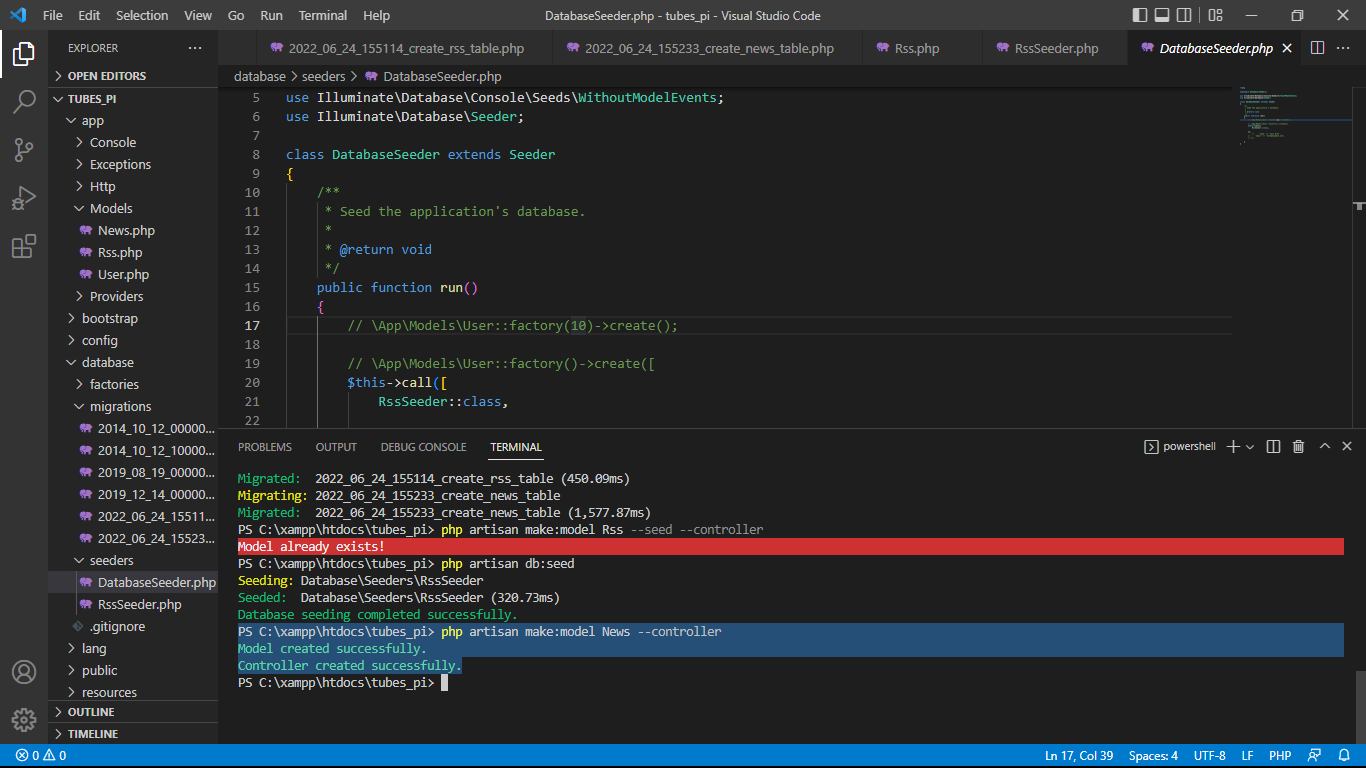 File Edit Selection View Go Run Terminal Help DatabaseSeeder.php - tubes_pi - Visual Studio Code
EXPLORER ...
OPEN EDITORS
TUBES_PI
app
Console
Exceptions
Http
Models
News.php
Rss.php
User.php
Providers
bootstrap
config
database
factories
migrations
2014_10_12_00000...
2014_10_12_10000...
2019_08_19_00000...
2019_12_14_00000...
2022_06_24_15511...
2022_06_24_15523...
seeders
DatabaseSeeder.php
RssSeeder.php
.gitignore
lang
public
resources
OUTLINE
TIMELINE
2022_06_24_155114_create_rss_table.php 2022_06_24_155233_create_news_table.php Rss.php RssSeeder.php DatabaseSeeder.php
database > seeders > DatabaseSeeder.php
5 use Illuminate\Database\Console\Seeds\WithoutModelEvents;
6 use Illuminate\Database\Seeder;
7
8 class DatabaseSeeder extends Seeder
9 {
10 /**
11 * Seed the application's database.
12 *
13 * @return void
14 */
15 public function run()
16 {
17 // \App\Models\User::factory(10)->create();
18
19 // \App\Models\User::factory()->create([
20 $this->call([
21 RssSeeder::class,
22
PROBLEMS OUTPUT DEBUG CONSOLE TERMINAL powershell
Migrated: 2022_06_24_155114_create_rss_table (450.09ms)
Migrating: 2022_06_24_155233_create_news_table
Migrated: 2022_06_24_155233_create_news_table (1,577.87ms)
PS C:\xampp\htdocs\tubes_pi> php artisan make:model Rss --seed --controller
Model already exists!
PS C:\xampp\htdocs\tubes_pi> php artisan db:seed
Seeding: Database\Seeders\RssSeeder
Seeded: Database\Seeders\RssSeeder (320.73ms)
Database seeding completed successfully.
PS C:\xampp\htdocs\tubes_pi> php artisan make:model News --controller
Model created successfully.
Controller created successfully.
PS C:\xampp\htdocs\tubes_pi>
0 0 Ln 17, Col 39 Spaces: 4 UTF-8 LF PHP